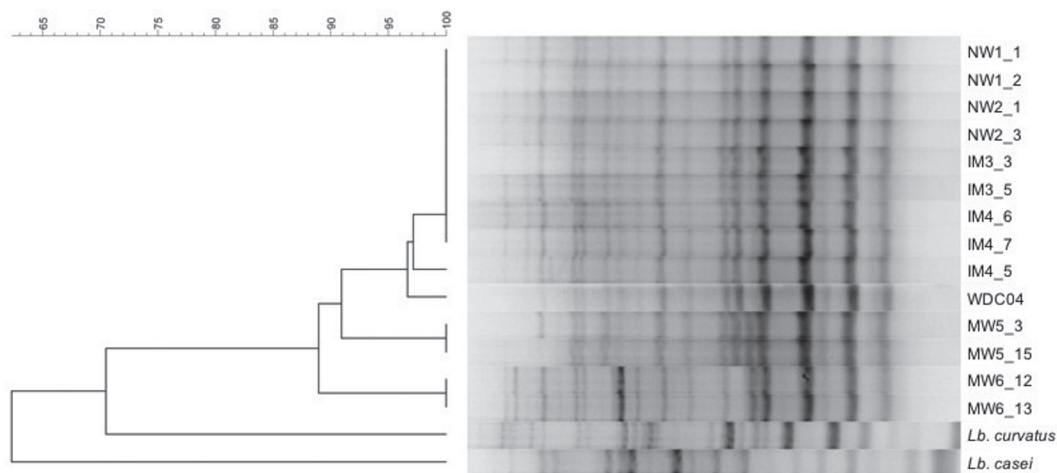 65 70 75 80 85 90 95 100
NW1_1
NW1_2
NW2_1
NW2_3
IM3_3
IM3_5
IM4_6
IM4_7
IM4_5
WDC04
MW5_3
MW5_15
MW6_12
MW6_13
Lb. curvatus
Lb. casei